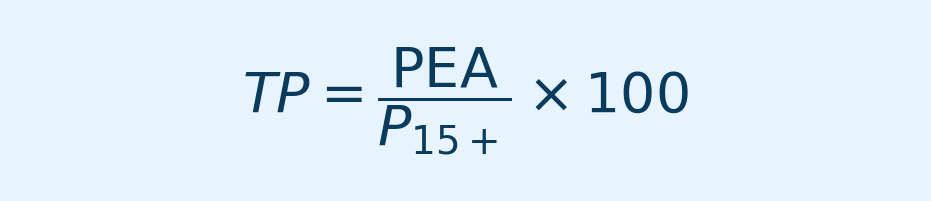 TP = PEA / P₁₅₊ × 100